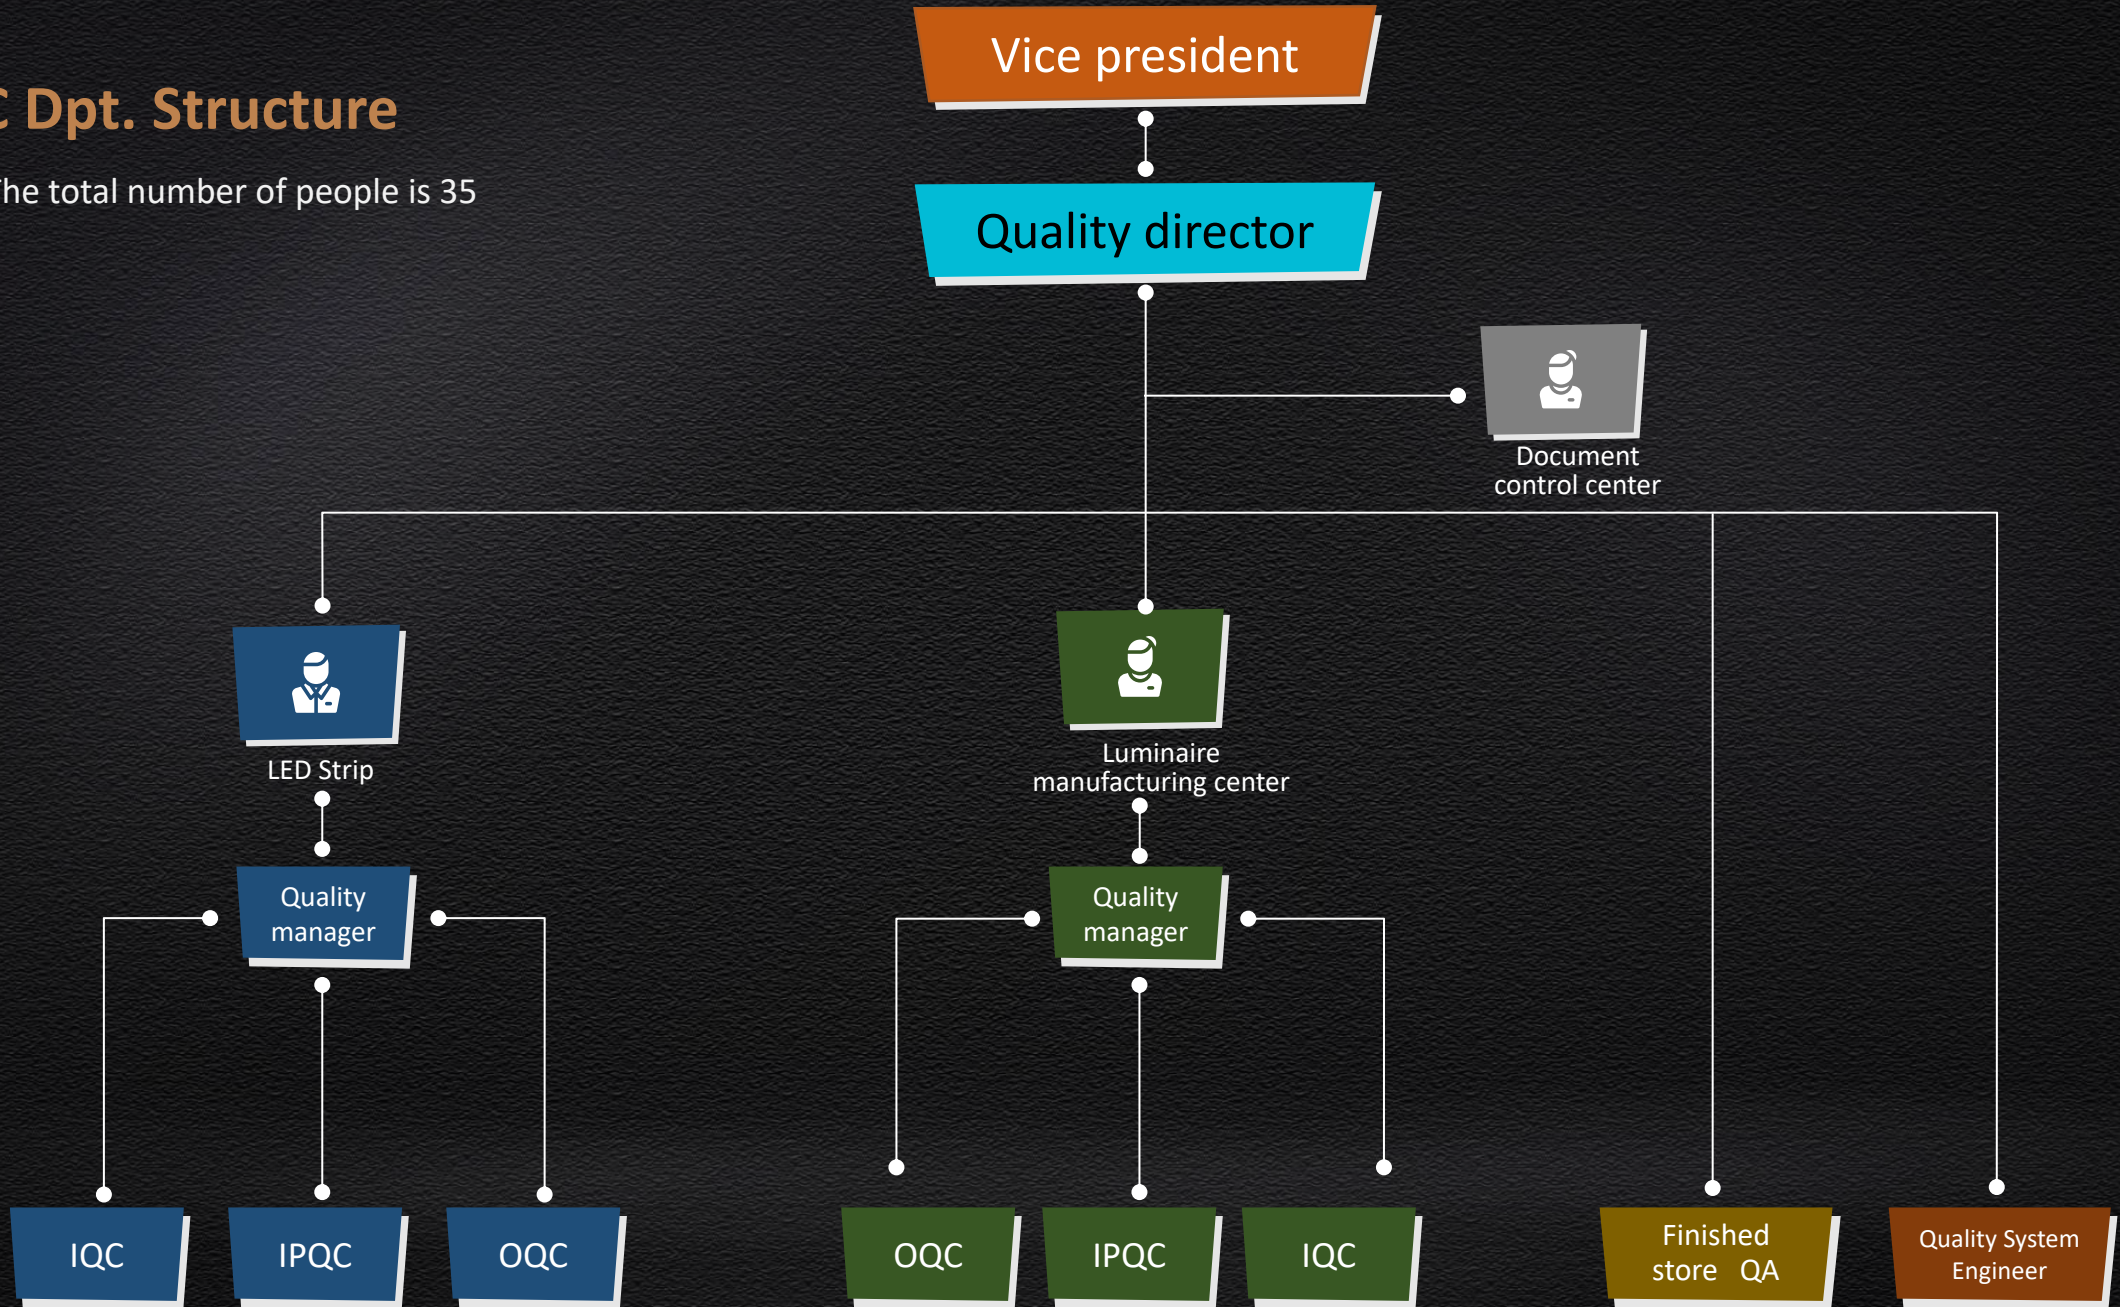 Vice president
C Dpt. Structure
The total number of people is 35
Quality director
Document
control center
LED Strip
Luminaire
manufacturing center
Quality
manager
Quality
manager
IQC
IPQC
OQC
OQC
IPQC
IQC
Finished
store QA
Quality System
Engineer